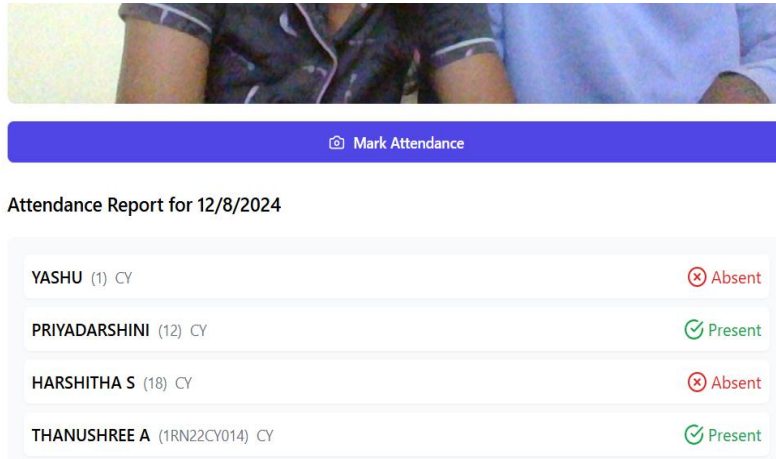 Mark Attendance
Attendance Report for 12/8/2024
YASHU (1) CY Absent
PRIYADARSHINI (12) CY Present
HARSHITHA S (18) CY Absent
THANUSHREE A (1RN22CY014) CY Present